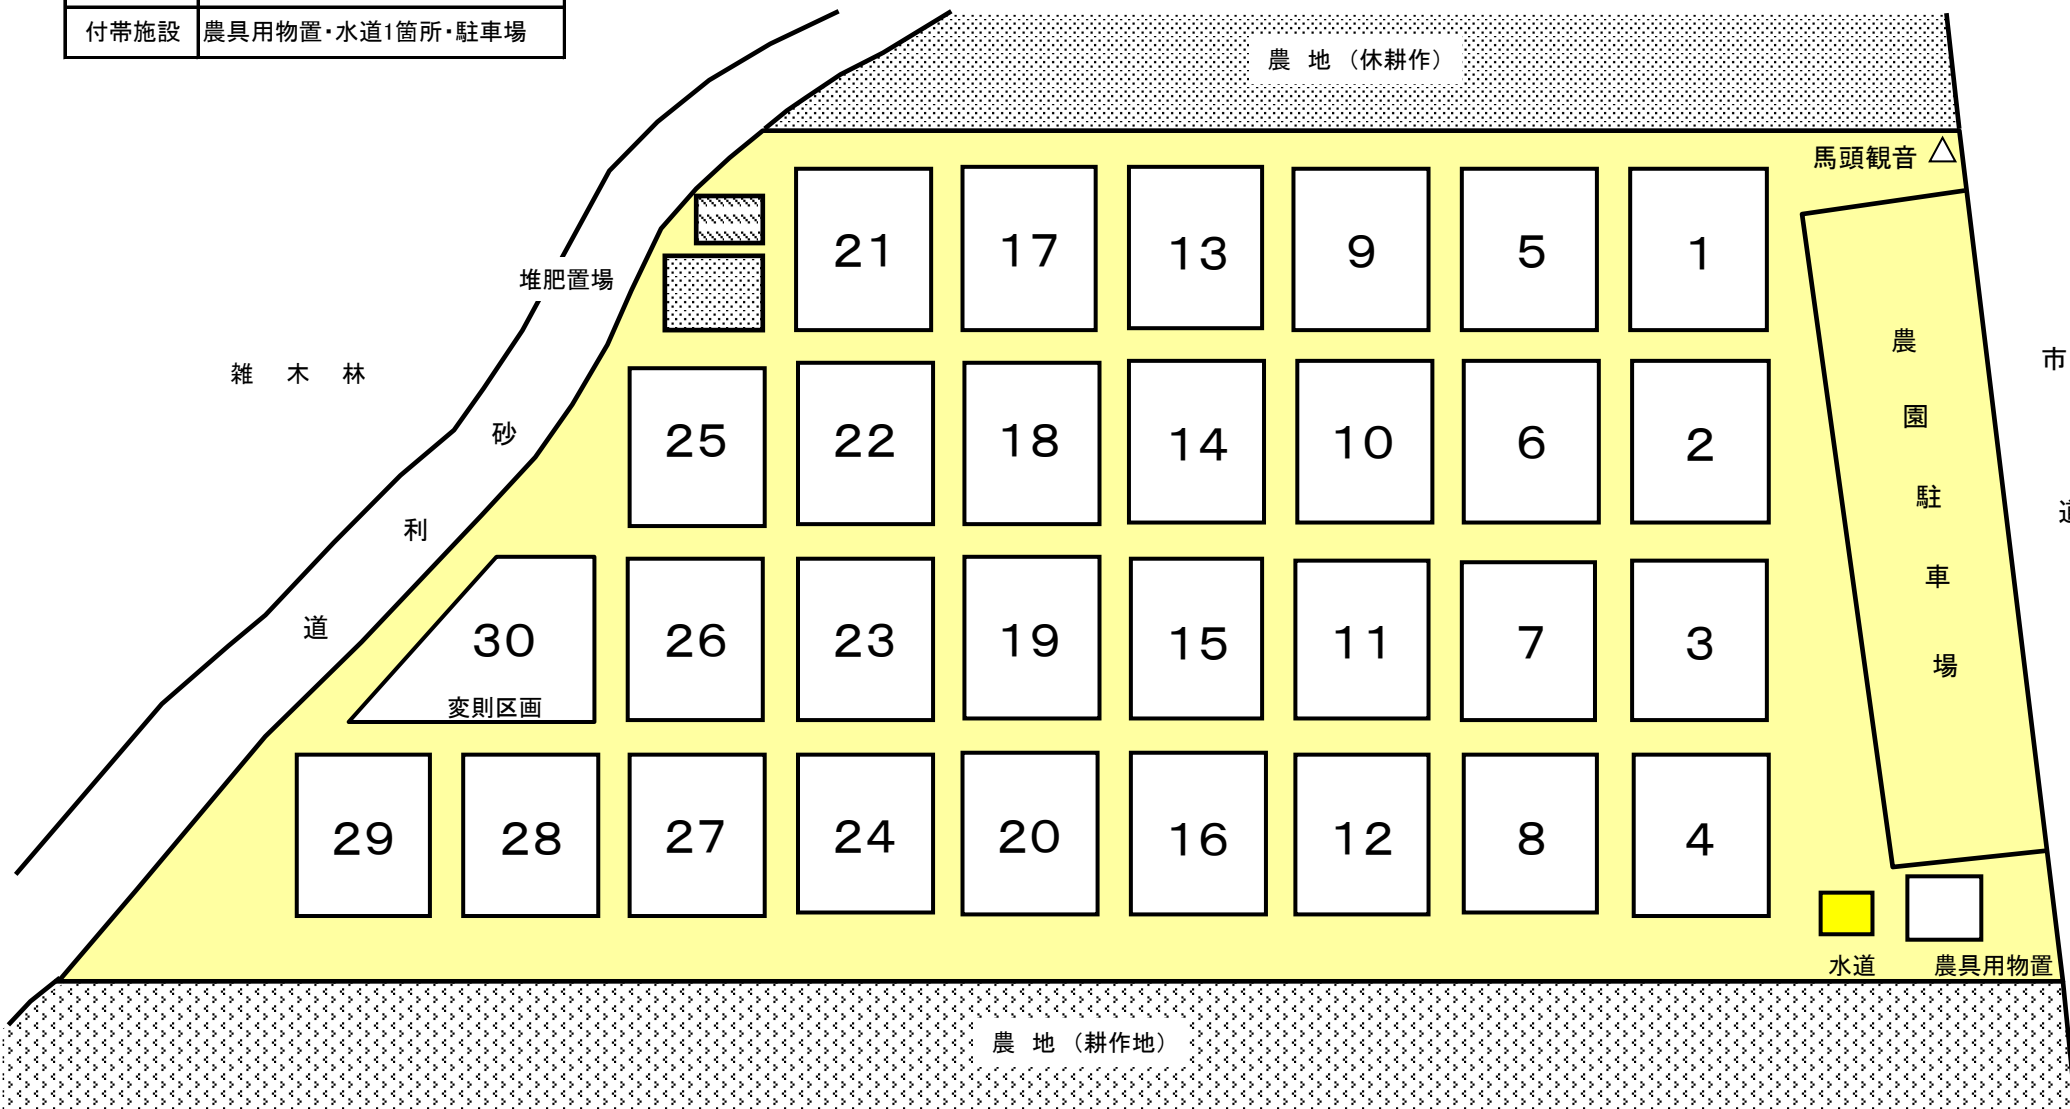 付帯施設 農具用物置・水道1箇所・駐車場
農 地 （休耕作）
馬頭観音
21 17 13 9 5 1
堆肥置場
雑 木 林
砂利道
25 22 18 14 10 6 2
30 26 23 19 15 11 7 3
変則区画
29 28 27 24 20 16 12 8 4
農園駐車場
市道
水道 農具用物置
農 地 （耕作地）